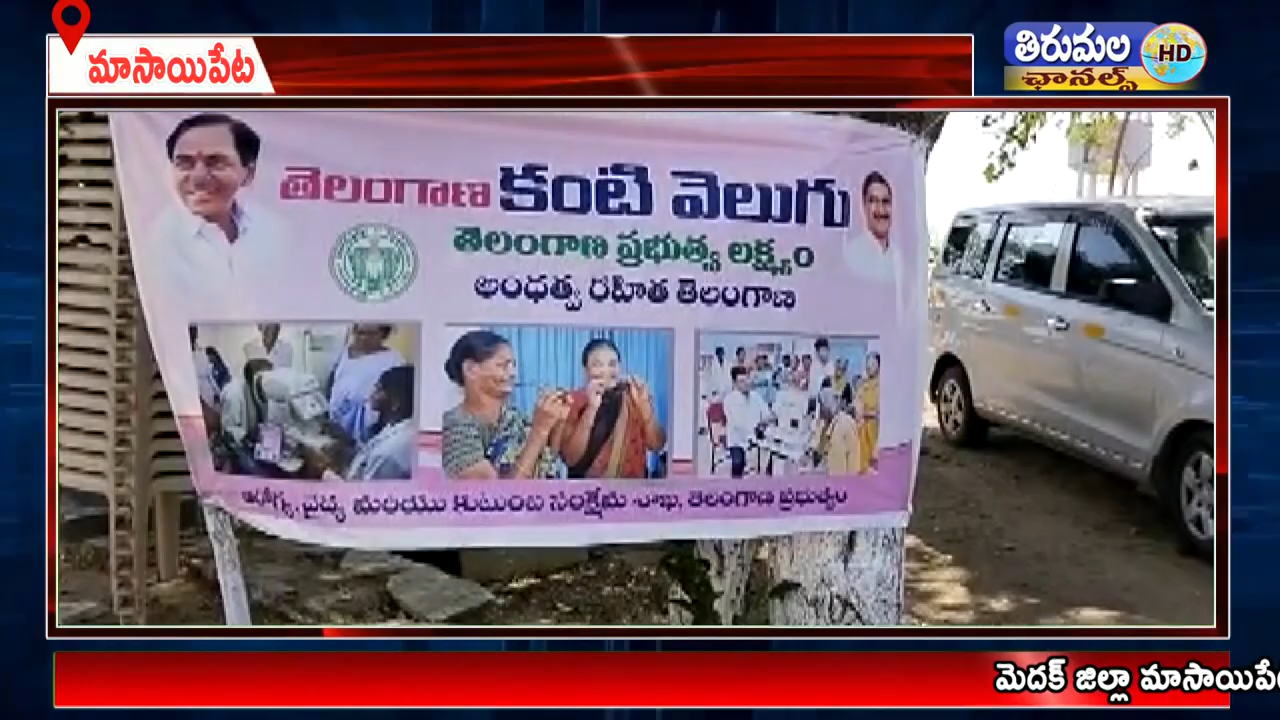 మాసాయిపేట
తిరుమల
ఛానల్స్
HD
తెలంగాణ కంటి వెలుగు
తెలంగాణ ప్రభుత్వ లక్ష్యం
అంధత్వ రహిత తెలంగాణ
ఆరోగ్య, వైద్య మరియు కుటుంబ సంక్షేమ శాఖ, తెలంగాణ ప్రభుత్వం
మెదక్ జిల్లా మాసాయిపే